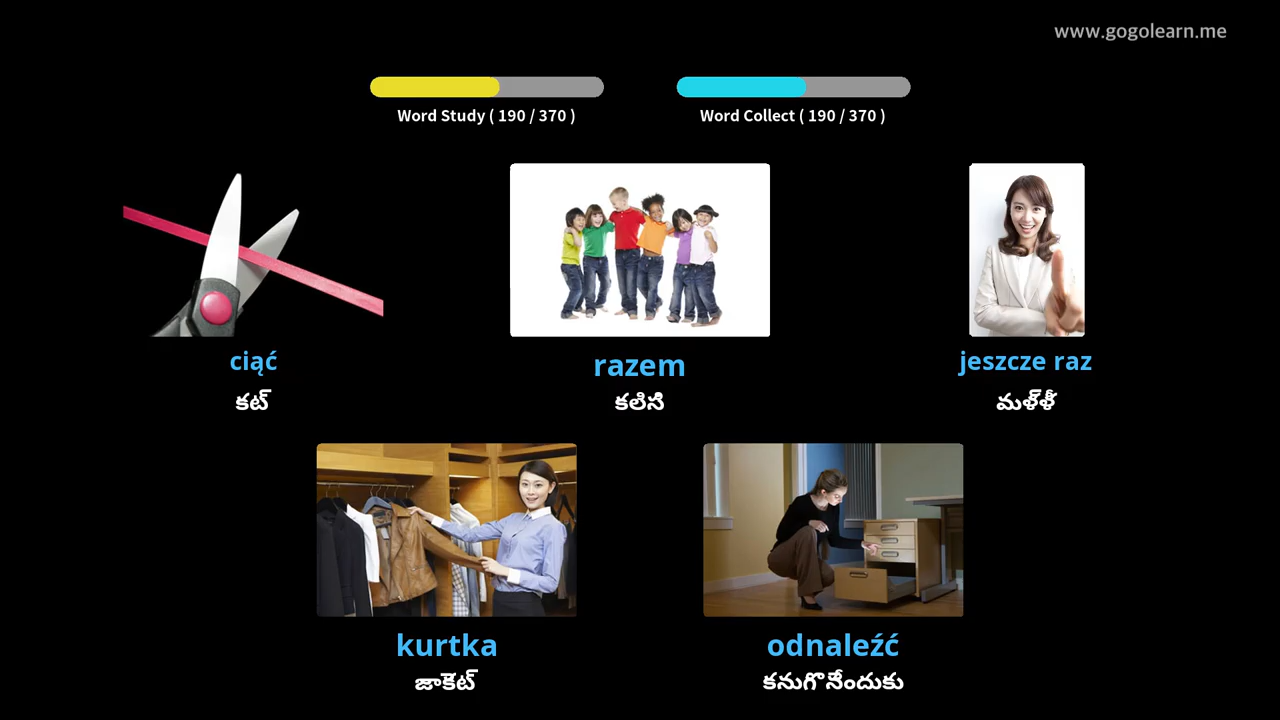 www.gogolearn.me
Word Study ( 190 / 370 )
Word Collect ( 190 / 370 )
ciąć
కట్
razem
కలిసి
jeszcze raz
మళ్ళీ
kurtka
జాకెట్
odnaleźć
కనుగొనేందుకు